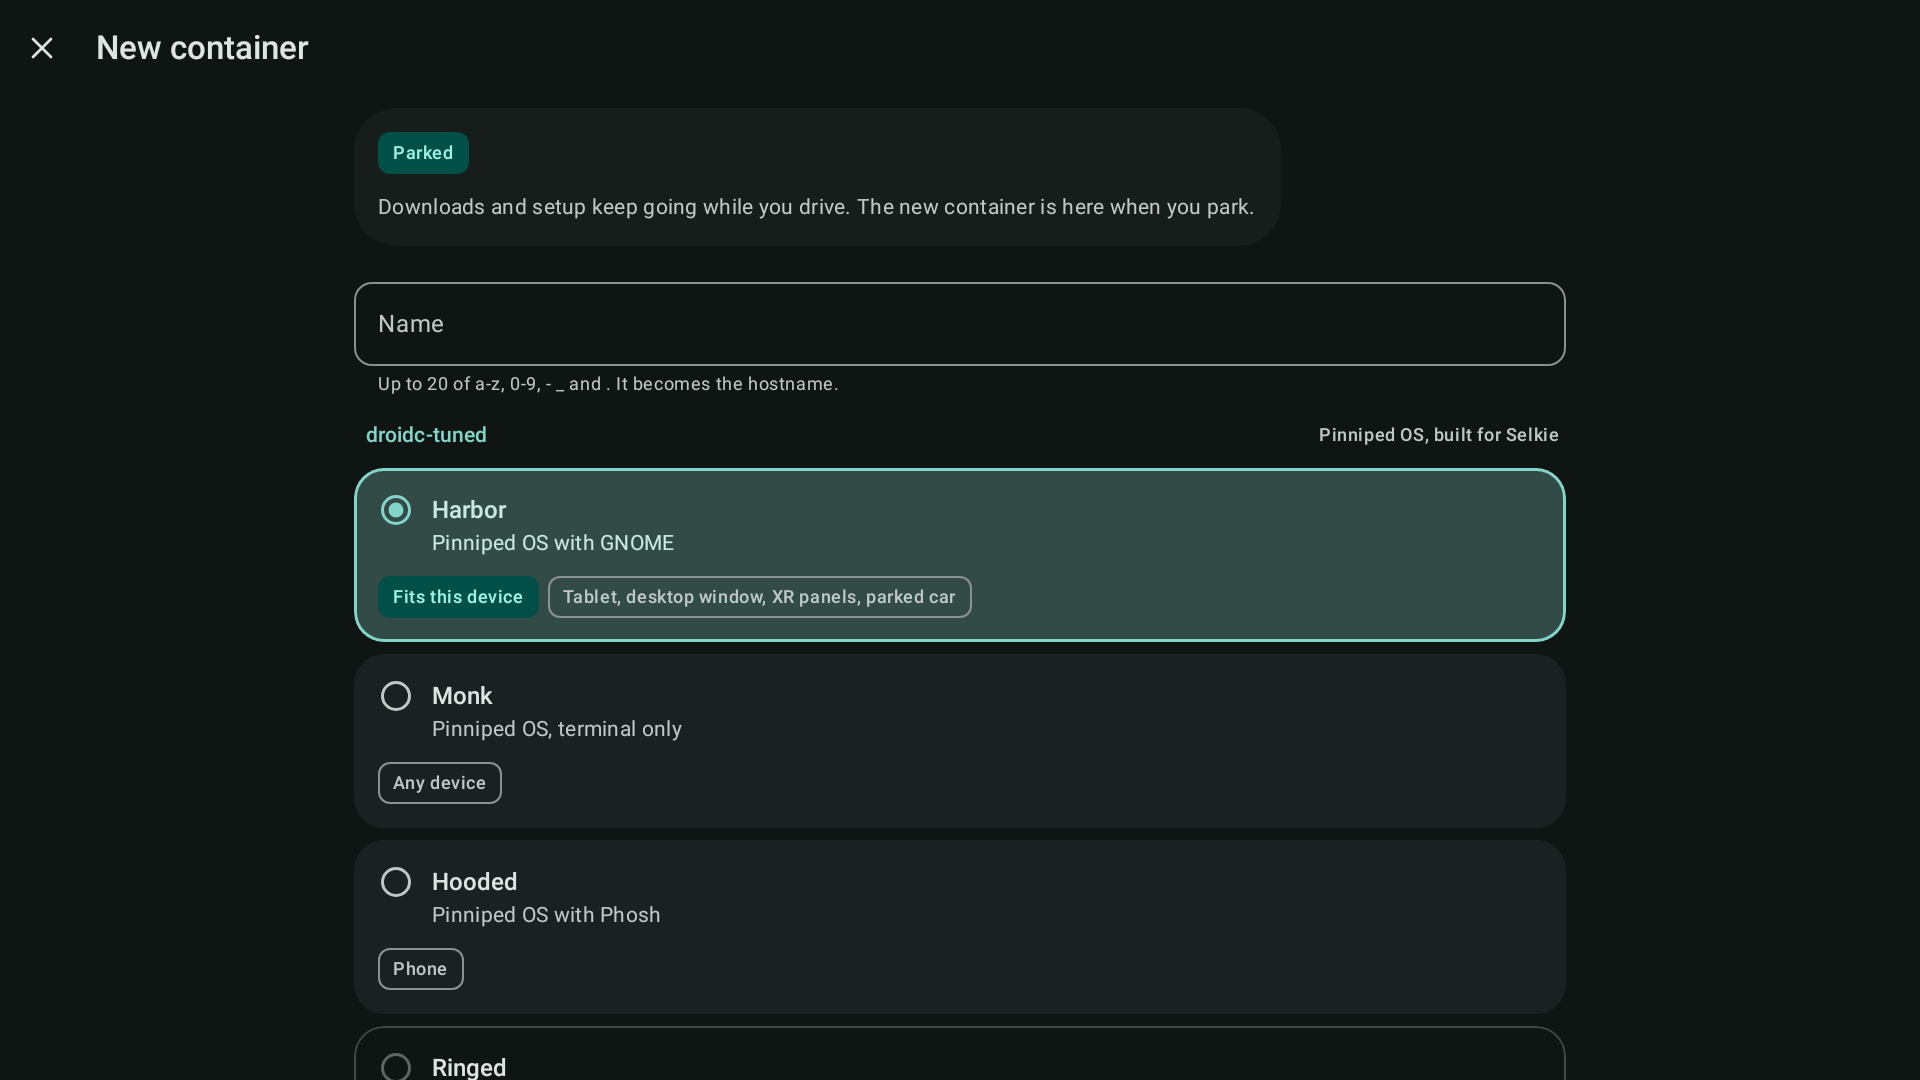 New container
Parked
Downloads and setup keep going while you drive. The new container is here when you park.
Name
Up to 20 of a-z, 0-9, - _ and . It becomes the hostname.
droidc-tuned
Pinniped OS, built for Selkie
Harbor
Pinniped OS with GNOME
Fits this device
Tablet, desktop window, XR panels, parked car
Monk
Pinniped OS, terminal only
Any device
Hooded
Pinniped OS with Phosh
Phone
Ringed